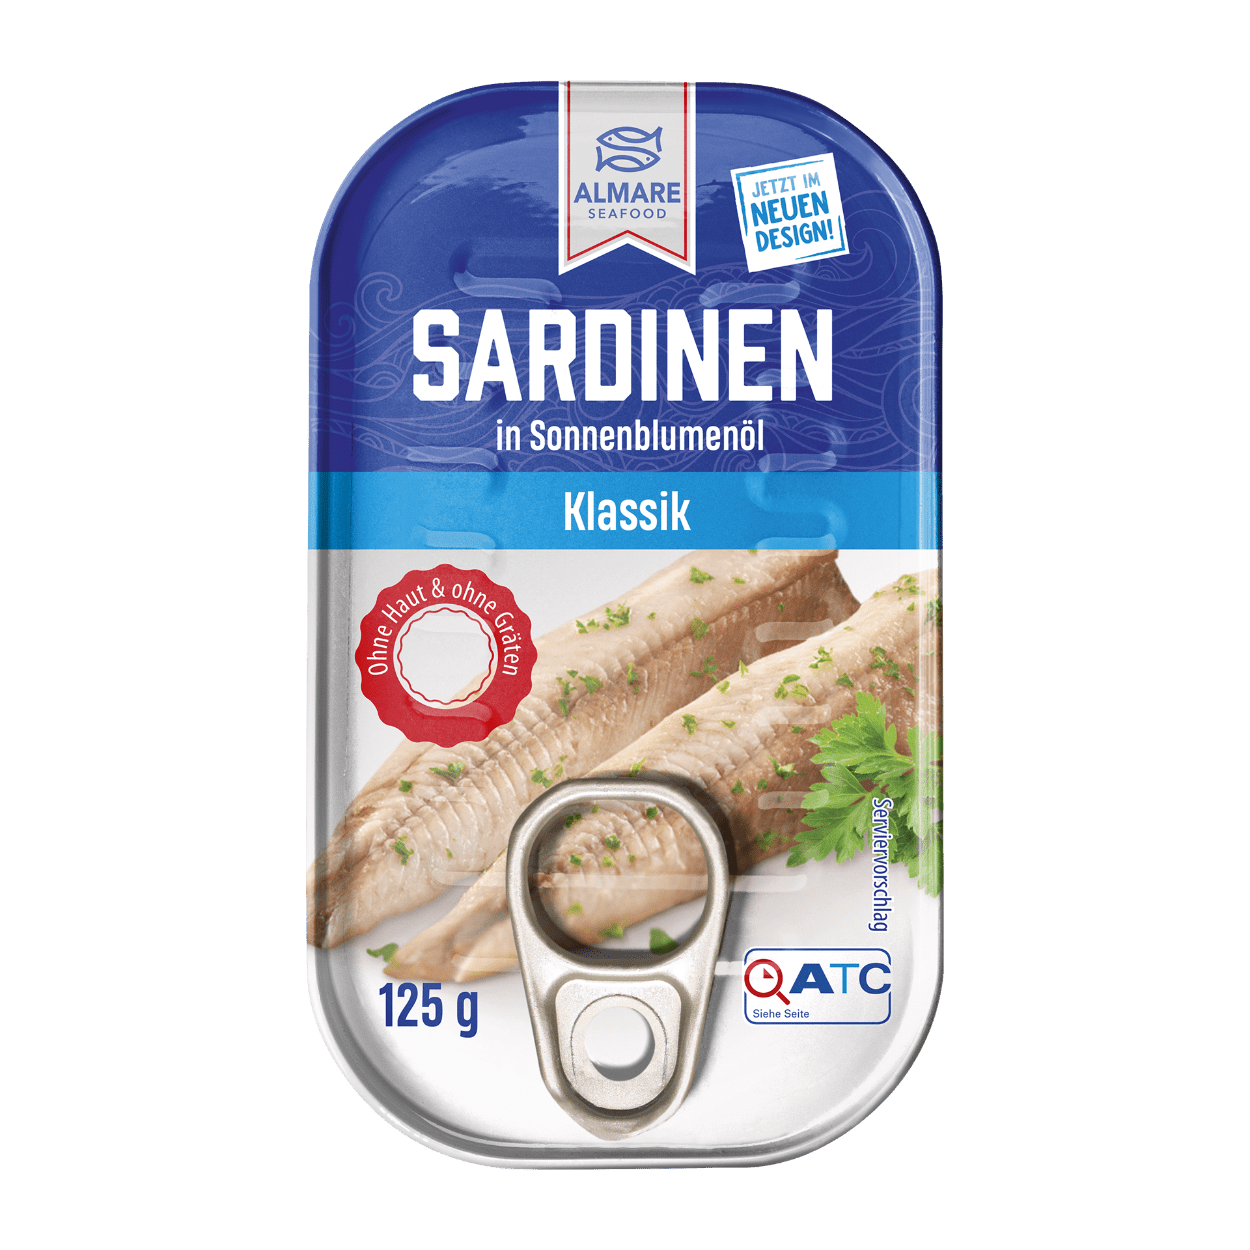 ALMARE
SEAFOOD
JETZT IM
NEUEN
DESIGN!
SARDINEN
in Sonnenblumenöl
Klassik
Ohne Haut & ohne Gräten
Serviervorschlag
125 g
ATC
Siehe Seite